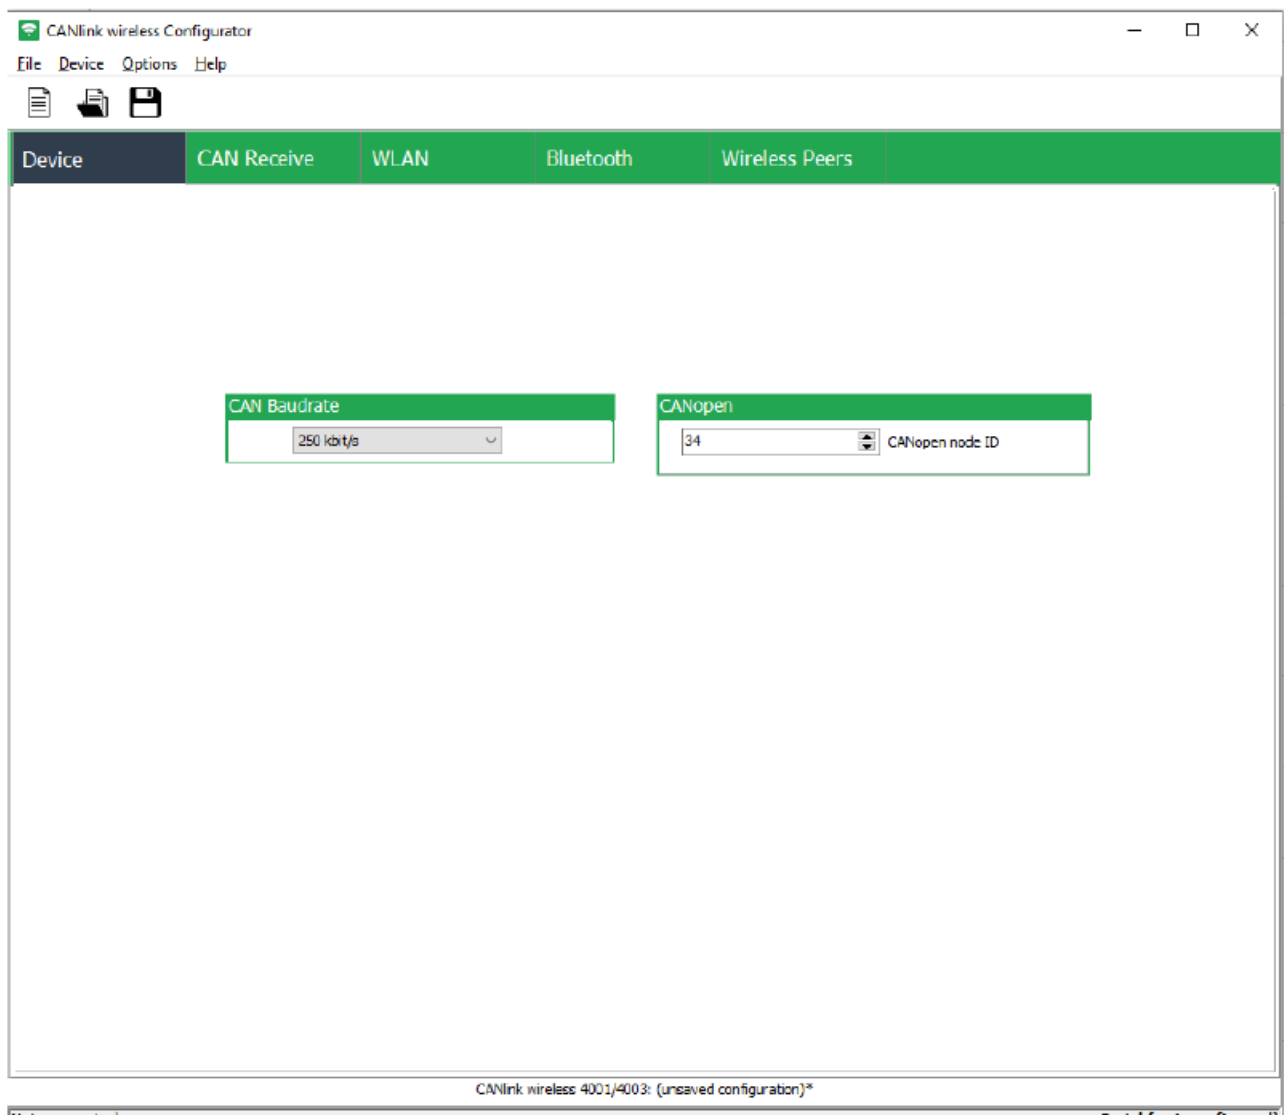 CANlink wireless Configurator
File Device Options Help
Device CAN Receive WLAN Bluetooth Wireless Peers
CAN Baudrate CANopen
250 kbit/s 34 CANopen node ID
CANlink wireless 4001/4003: (unsaved configuration)*